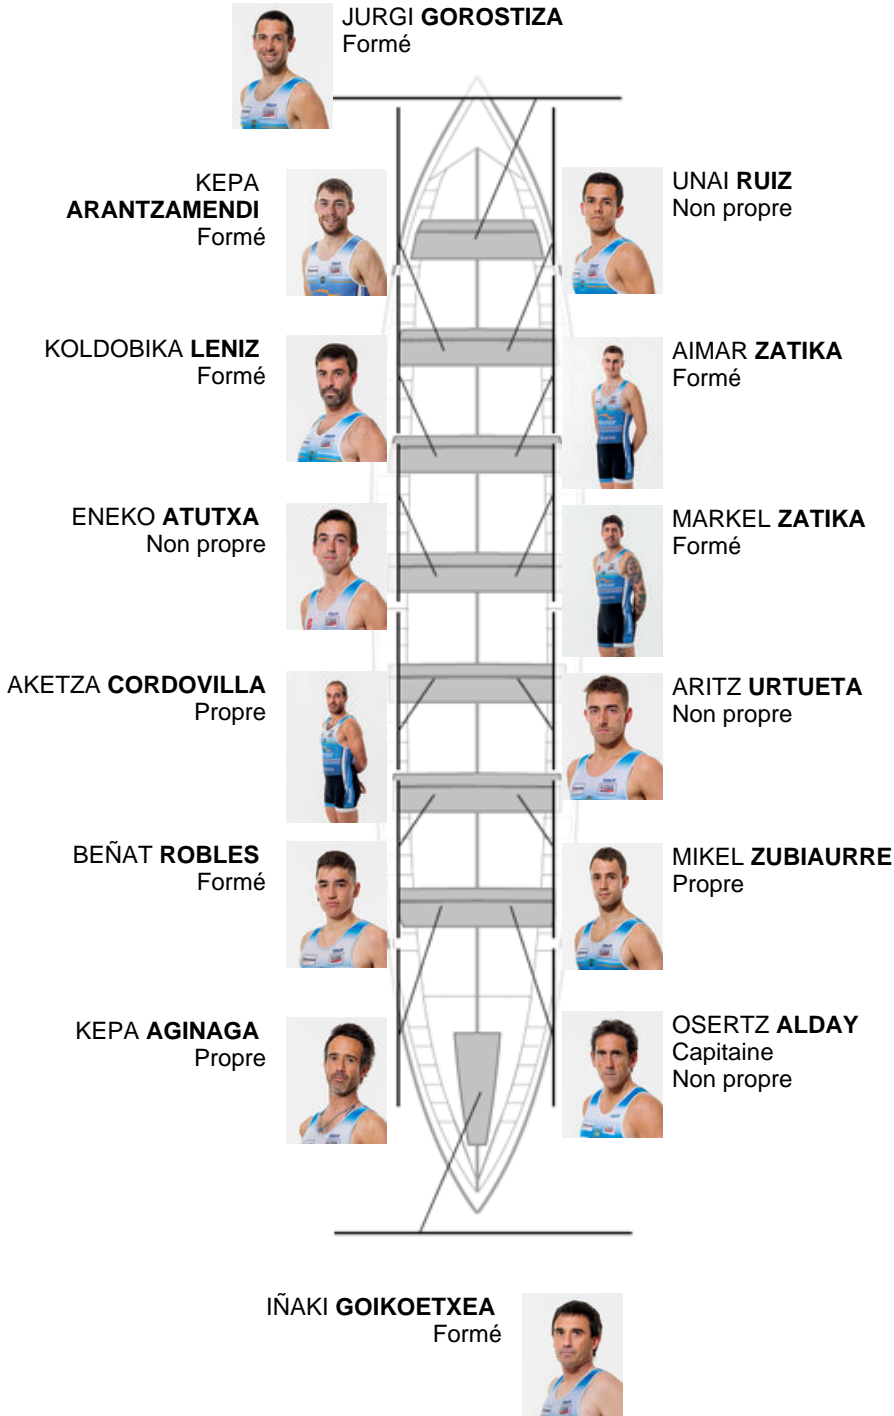 JURGI GOROSTIZA
Formé
KEPA
ARANTZAMENDI
Formé
UNAI RUIZ
Non propre
KOLDOBIKA LENIZ
Formé
AIMAR ZATIKA
Formé
ENEKO ATUTXA
Non propre
MARKEL ZATIKA
Formé
AKETZA CORDOVILLA
Propre
ARITZ URTUETA
Non propre
BEÑAT ROBLES
Formé
MIKEL ZUBIAURRE
Propre
KEPA AGINAGA
Propre
OSERTZ ALDAY
Capitaine
Non propre
IÑAKI GOIKOETXEA
Formé